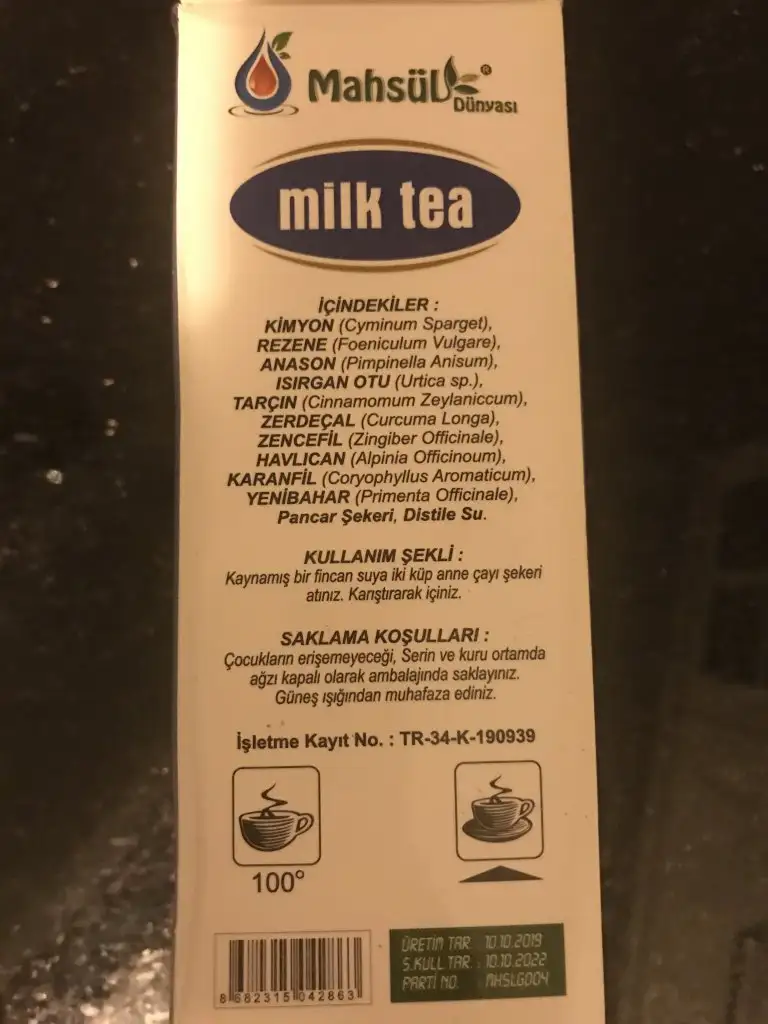 Mahsül ®
Dünyası
milk tea
İÇİNDEKİLER :
KİMYON (Cyminum Sparget),
REZENE (Foeniculum Vulgare),
ANASON (Pimpinella Anisum),
ISIRGAN OTU (Urtica sp.),
TARÇIN (Cinnamomum Zeylaniccum),
ZERDEÇAL (Curcuma Longa),
ZENCEFİL (Zingiber Officinale),
HAVLICAN (Alpinia Officinoum),
KARANFİL (Coryophyllus Aromaticum),
YENİBAHAR (Primenta Officinale),
Pancar Şekeri, Distile Su.
KULLANIM ŞEKLİ :
Kaynamış bir fincan suya iki küp anne çayı şekeri
atınız. Karıştırarak içiniz.
SAKLAMA KOŞULLARI :
Çocukların erişemeyeceği, Serin ve kuru ortamda
ağzı kapalı olarak ambalajında saklayınız.
Güneş ışığından muhafaza ediniz.
İşletme Kayıt No. : TR-34-K-190939
100°
8 682315 042863
ÜRETİM TAR 10.10.2019
S.KULL TAR. : 10.10.2022
PARTİ NO. MHSLG004